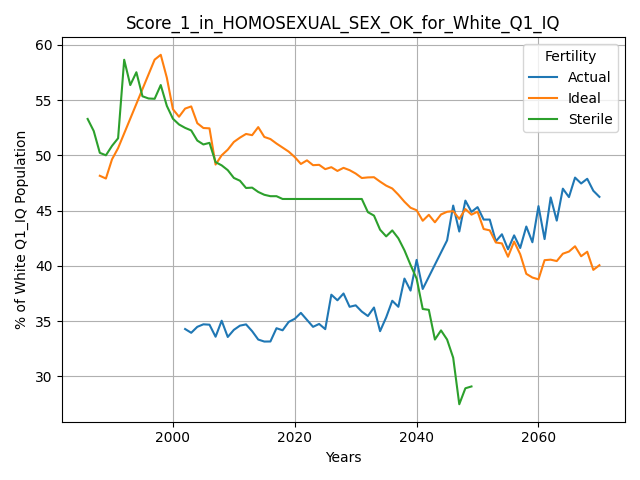 Score_1_in_HOMOSEXUAL_SEX_OK_for_White_Q1_IQ
Fertility
Actual
Ideal
Sterile
% of White Q1_IQ Population
60
55
50
45
40
35
30
2000
2020
2040
2060
Years